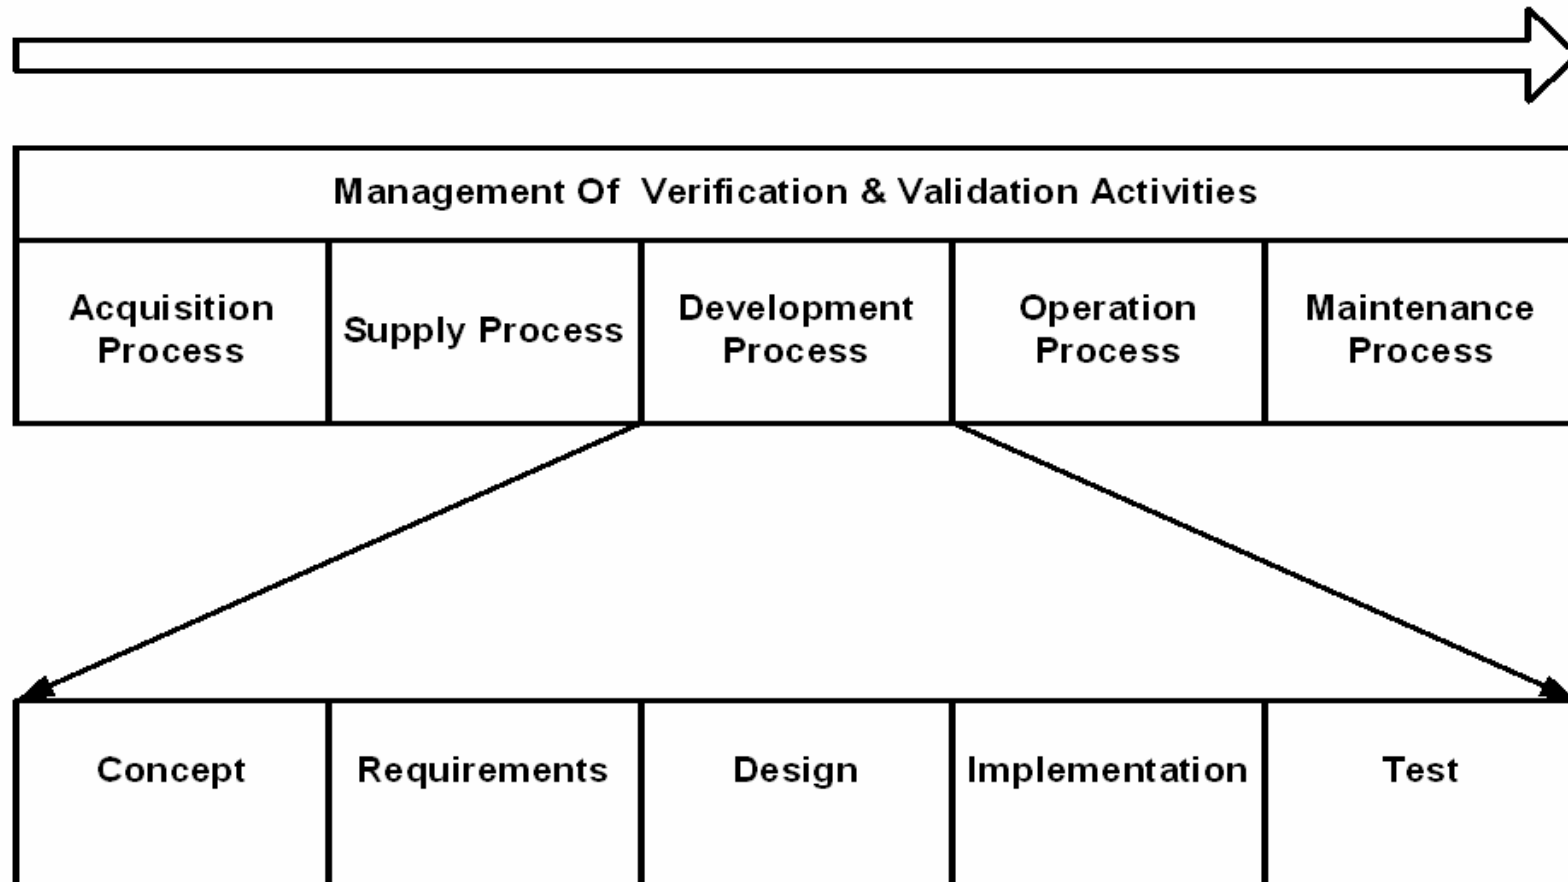 Management Of  Verification & Validation Activities
Acquisition
Process
Supply Process
Development
Process
Operation
Process
Maintenance
Process
Concept
Requirements
Design
Implementation
Test